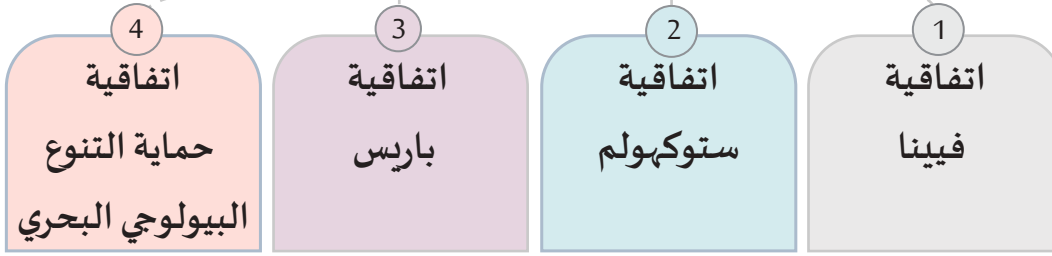 1
اتفاقية
فيينا
2
اتفاقية
ستوكهولم
3
اتفاقية
باريس
4
اتفاقية
حماية التنوع
البيولوجي البحري